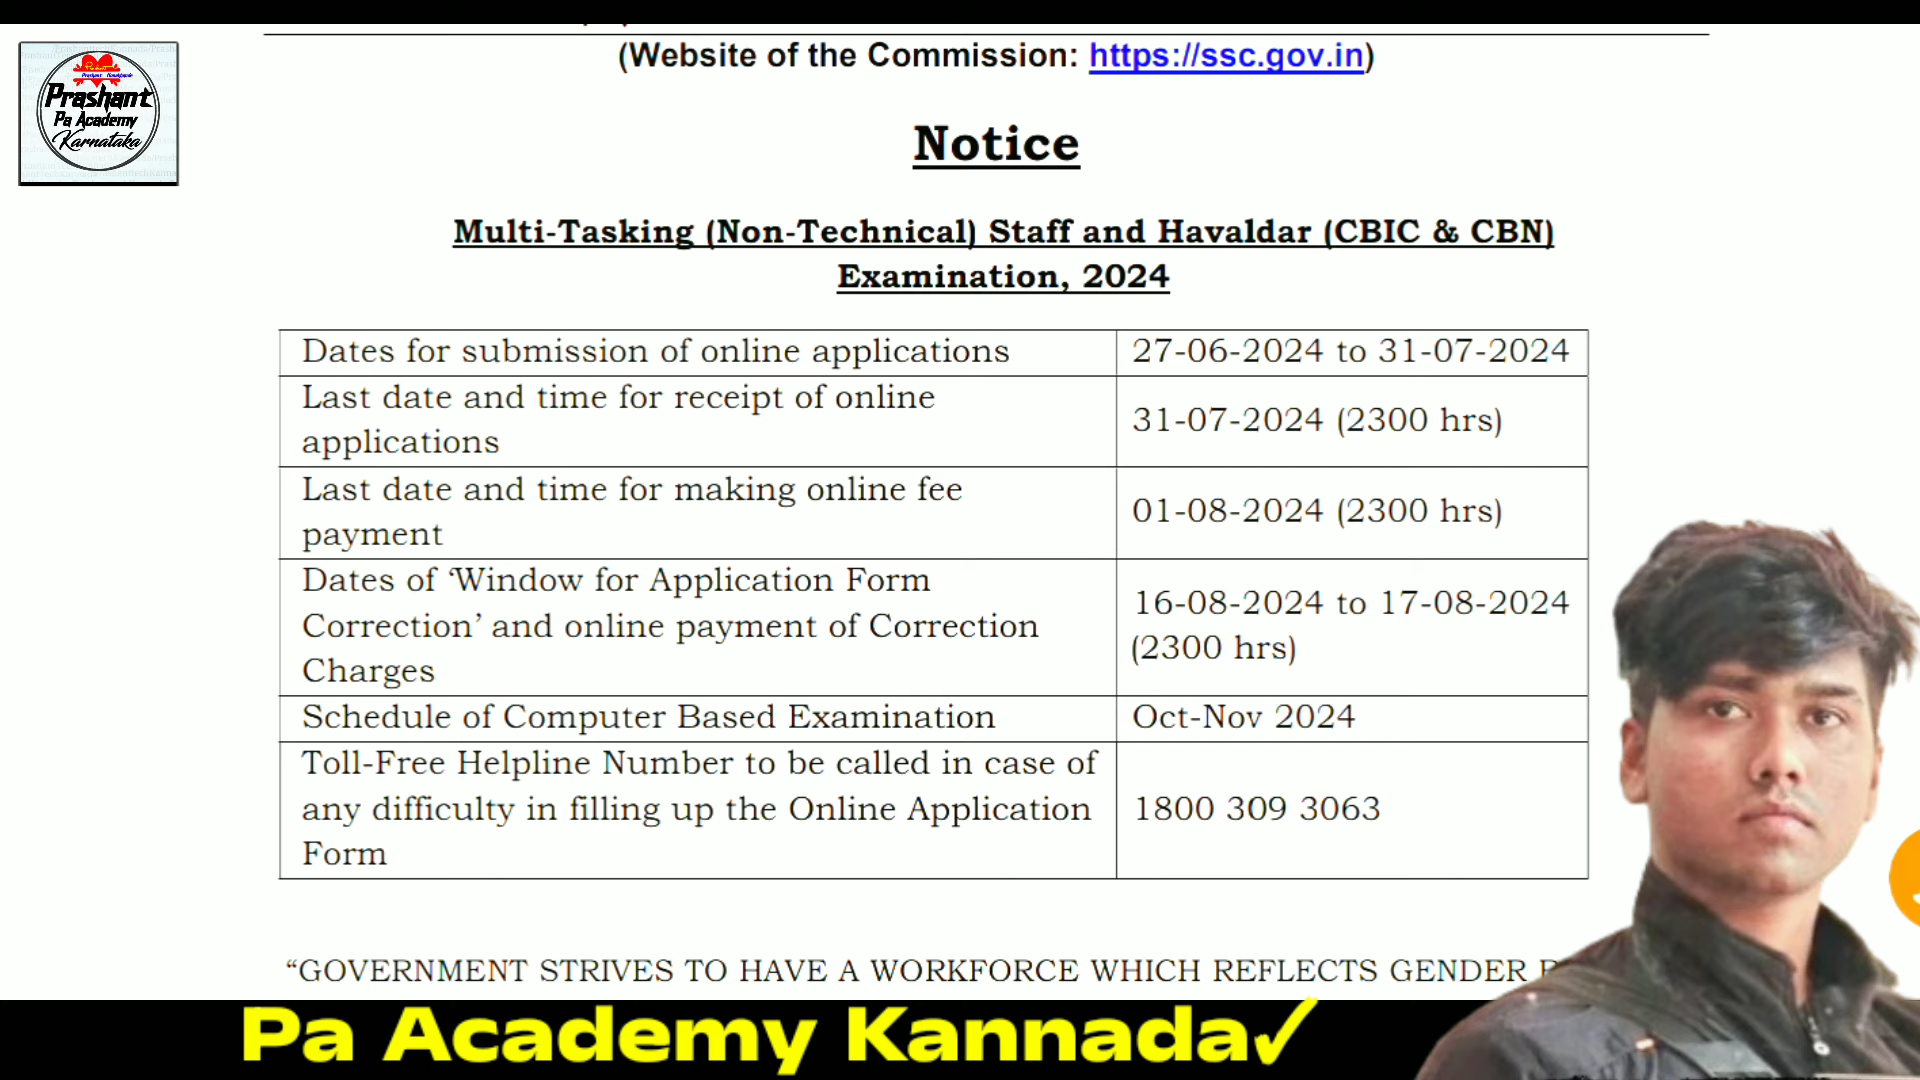 (Website of the Commission: https://ssc.gov.in)
Prashant
Pa Academy
Karnataka
Notice
Multi-Tasking (Non-Technical) Staff and Havaldar (CBIC & CBN)
Examination, 2024
Dates for submission of online applications 27-06-2024 to 31-07-2024
Last date and time for receipt of online
applications 31-07-2024 (2300 hrs)
Last date and time for making online fee
payment 01-08-2024 (2300 hrs)
Dates of ‘Window for Application Form
Correction’ and online payment of Correction
Charges 16-08-2024 to 17-08-2024
(2300 hrs)
Schedule of Computer Based Examination Oct-Nov 2024
Toll-Free Helpline Number to be called in case of
any difficulty in filling up the Online Application
Form 1800 309 3063
“GOVERNMENT STRIVES TO HAVE A WORKFORCE WHICH REFLECTS GENDER
Pa Academy Kannada✓